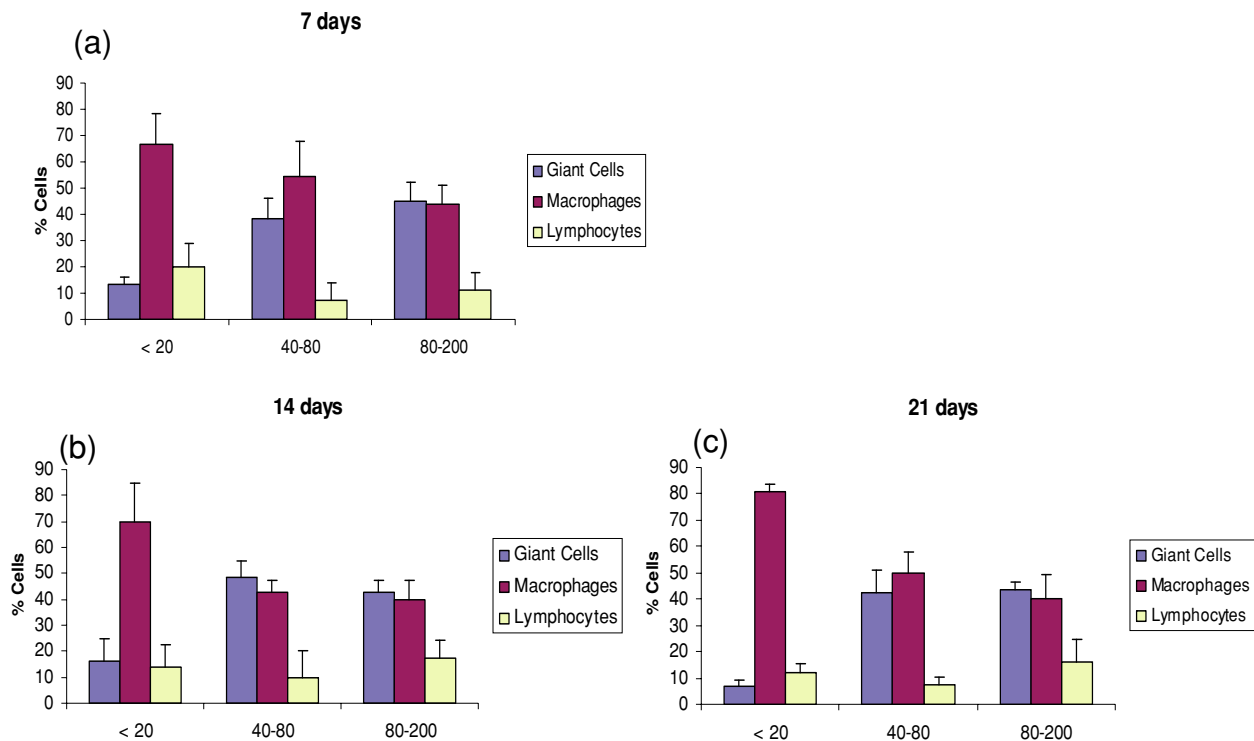 7 days
(a)
% Cells
90
80
70
60
50
40
30
20
10
0
< 20 40-80 80-200
Giant Cells
Macrophages
Lymphocytes
14 days
(b)
% Cells
90
80
70
60
50
40
30
20
10
0
< 20 40-80 80-200
Giant Cells
Macrophages
Lymphocytes
21 days
(c)
% Cells
90
80
70
60
50
40
30
20
10
0
< 20 40-80 80-200
Giant Cells
Macrophages
Lymphocytes